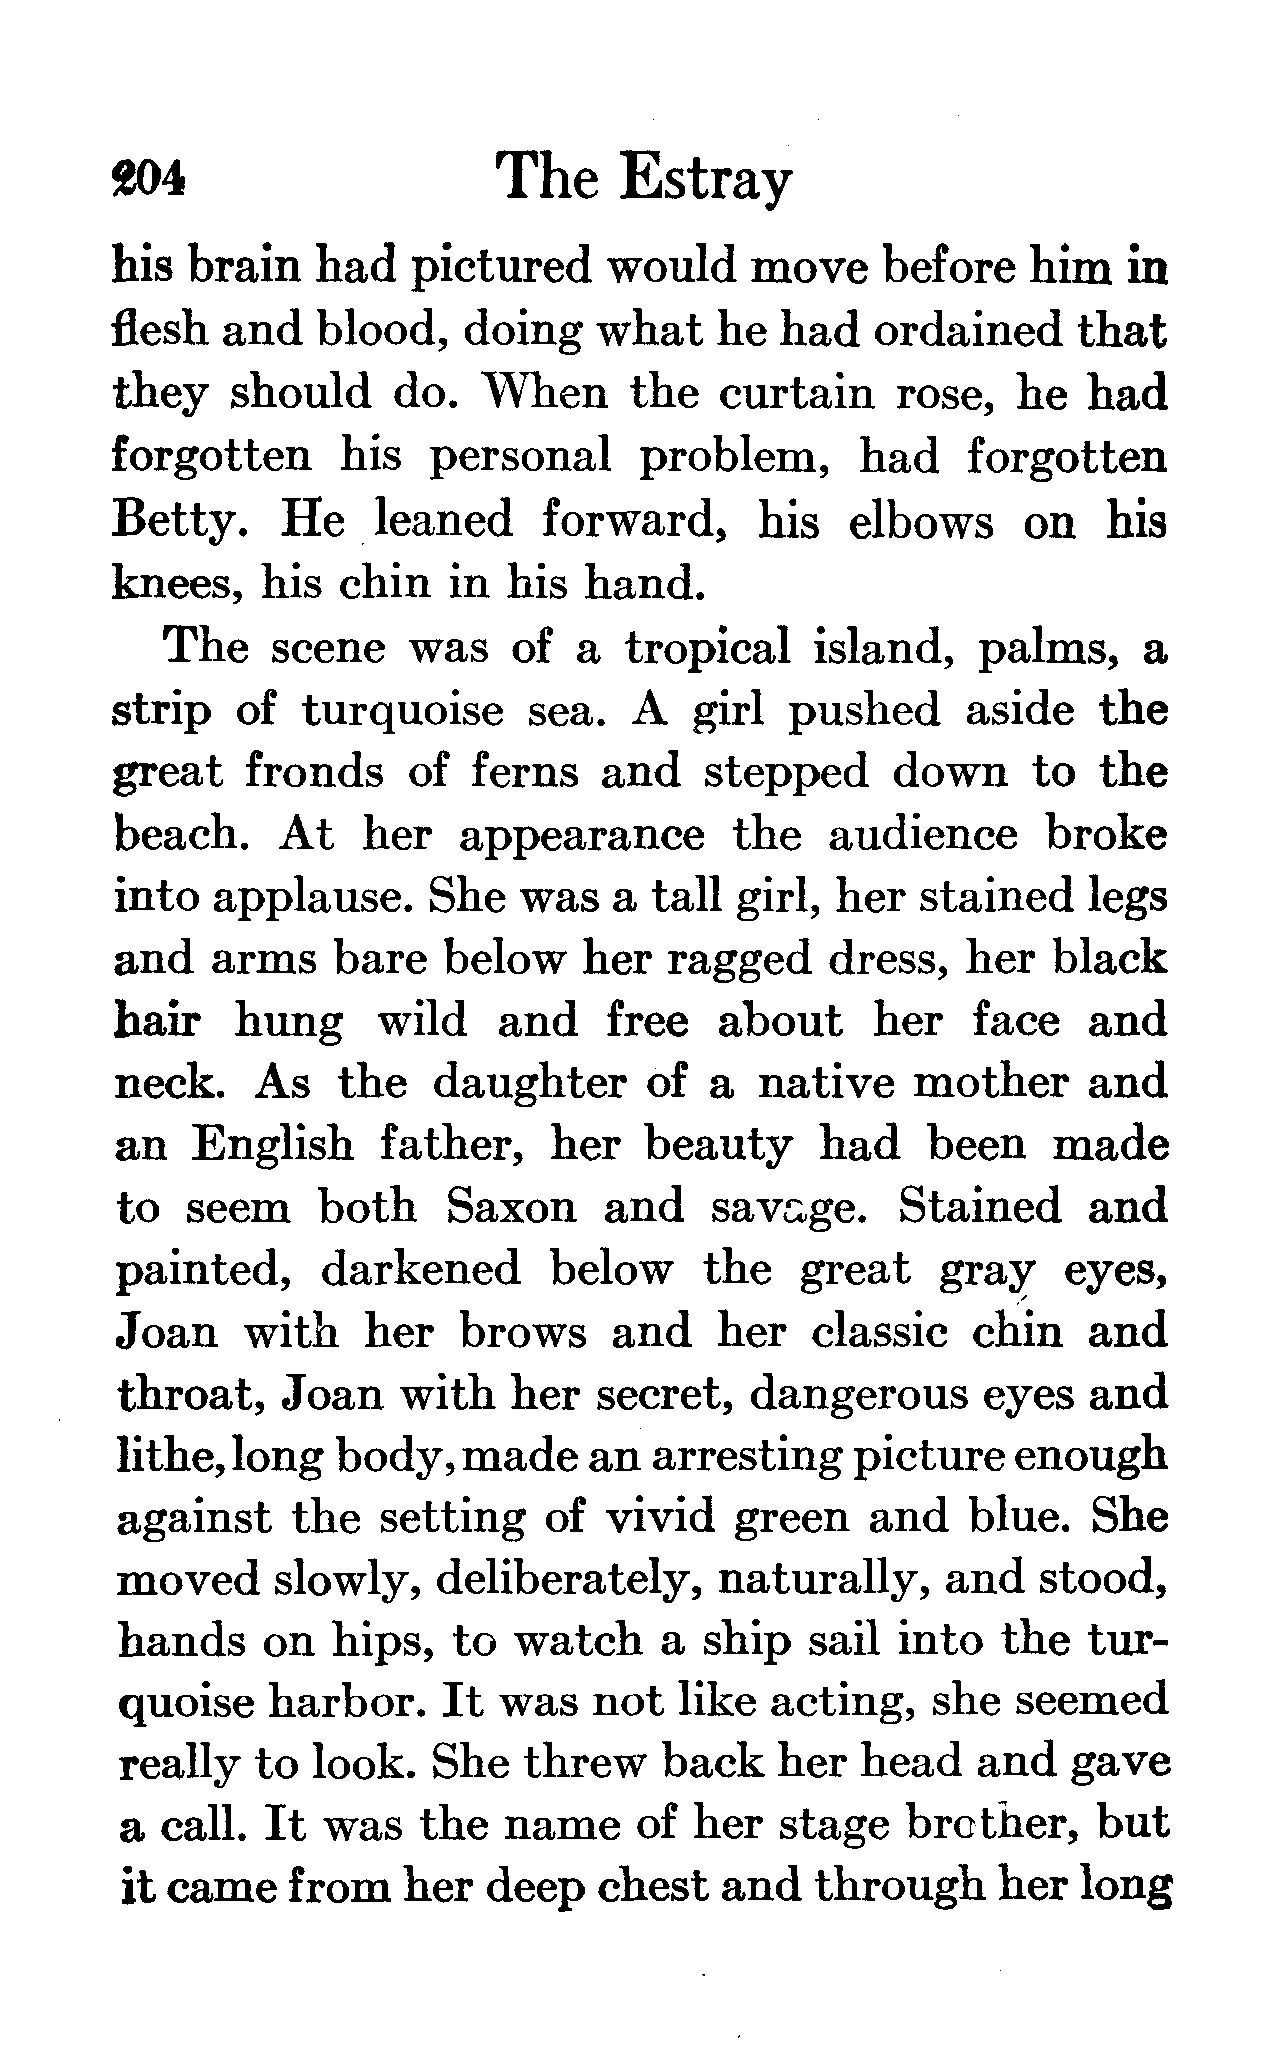 204 The Estray
his brain had pictured would move before him in
flesh and blood, doing what he had ordained that
they should do. When the curtain rose, he had
forgotten his personal problem, had forgotten
Betty. He leaned forward, his elbows on his
knees, his chin in his hand.
The scene was of a tropical island, palms, a
strip of turquoise sea. A girl pushed aside the
great fronds of ferns and stepped down to the
beach. At her appearance the audience broke
into applause. She was a tall girl, her stained legs
and arms bare below her ragged dress, her black
hair hung wild and free about her face and
neck. As the daughter of a native mother and
an English father, her beauty had been made
to seem both Saxon and savage. Stained and
painted, darkened below the great gray eyes,
Joan with her brows and her classic chin and
throat, Joan with her secret, dangerous eyes and
lithe, long body, made an arresting picture enough
against the setting of vivid green and blue. She
moved slowly, deliberately, naturally, and stood,
hands on hips, to watch a ship sail into the tur-
quoise harbor. It was not like acting, she seemed
really to look. She threw back her head and gave
a call. It was the name of her stage brother, but
it came from her deep chest and through her long